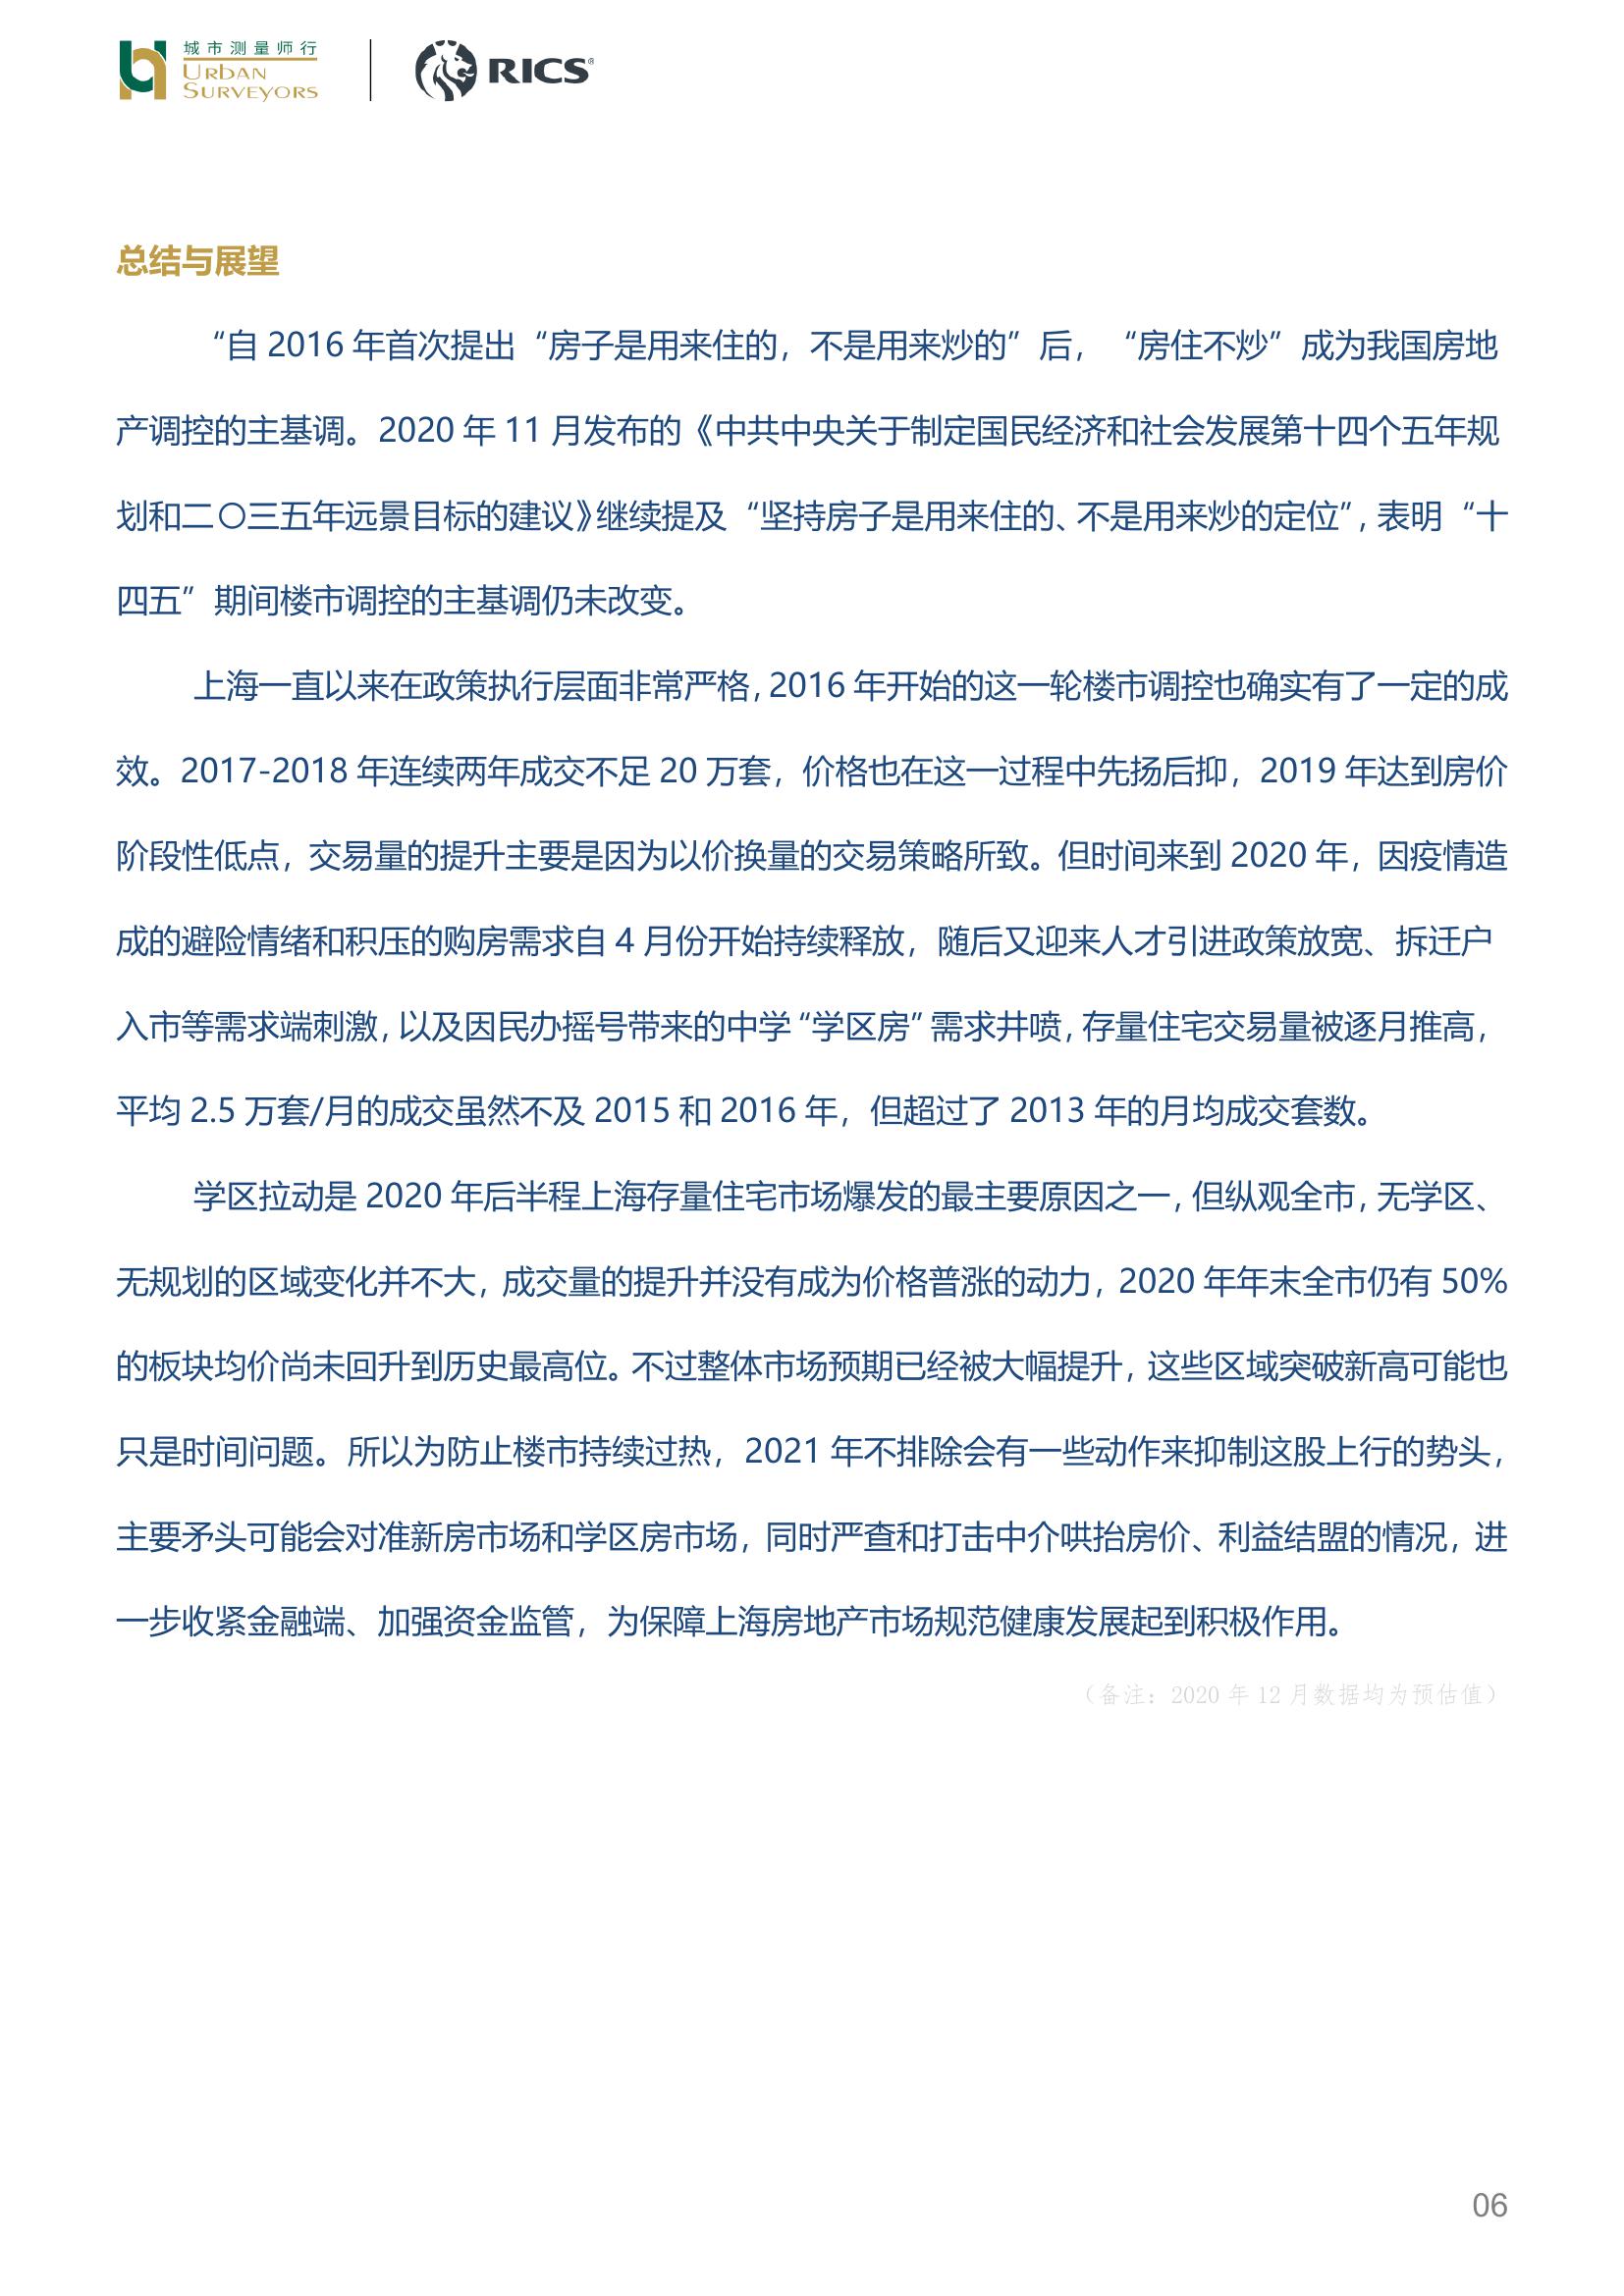 城市测量师行
URBAN
SURVEYORS
RICS®
总结与展望
“自 2016 年首次提出“房子是用来住的，不是用来炒的”后，“房住不炒”成为我国房地
产调控的主基调。2020 年 11 月发布的《中共中央关于制定国民经济和社会发展第十四个五年规
划和二〇三五年远景目标的建议》继续提及“坚持房子是用来住的、不是用来炒的定位”，表明“十
四五”期间楼市调控的主基调仍未改变。
上海一直以来在政策执行层面非常严格，2016 年开始的这一轮楼市调控也确实有了一定的成
效。2017-2018 年连续两年成交不足 20 万套，价格也在这一过程中先扬后抑，2019 年达到房价
阶段性低点，交易量的提升主要是因为以价换量的交易策略所致。但时间来到 2020 年，因疫情造
成的避险情绪和积压的购房需求自 4 月份开始持续释放，随后又迎来人才引进政策放宽、拆迁户
入市等需求端刺激，以及因民办摇号带来的中学“学区房”需求井喷，存量住宅交易量被逐月推高，
平均 2.5 万套/月的成交虽然不及 2015 和 2016 年，但超过了 2013 年的月均成交套数。
学区拉动是 2020 年后半程上海存量住宅市场爆发的最主要原因之一，但纵观全市，无学区、
无规划的区域变化并不大，成交量的提升并没有成为价格普涨的动力，2020 年年末全市仍有 50%
的板块均价尚未回升到历史最高位。不过整体市场预期已经被大幅提升，这些区域突破新高可能也
只是时间问题。所以为防止楼市持续过热，2021 年不排除会有一些动作来抑制这股上行的势头，
主要矛头可能会对准新房市场和学区房市场，同时严查和打击中介哄抬房价、利益结盟的情况，进
一步收紧金融端、加强资金监管，为保障上海房地产市场规范健康发展起到积极作用。
（备注：2020 年 12 月数据均为预估值）
06